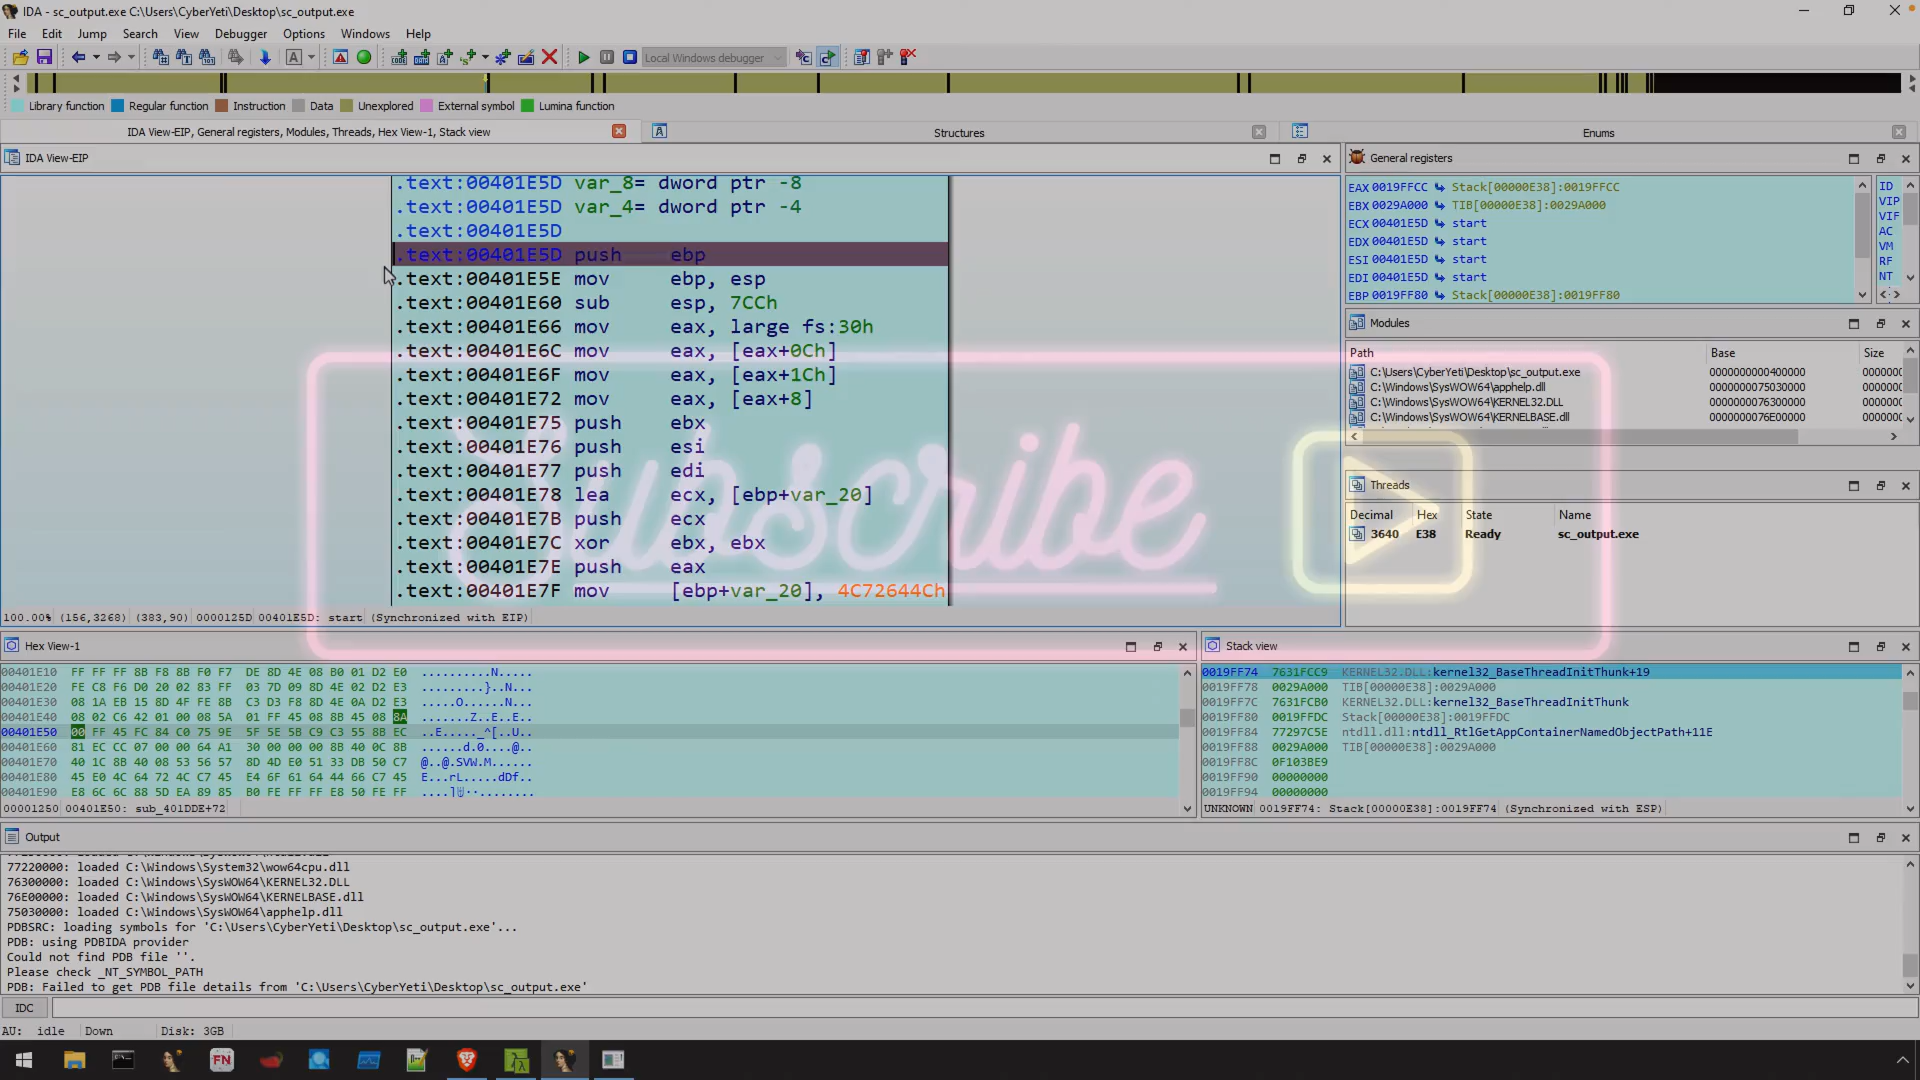 IDA - sc_output.exe C:\Users\CyberYeti\Desktop\sc_output.exe
File Edit Jump Search View Debugger Options Windows Help
Local Windows debugger
Library function Regular function Instruction Data Unexplored External symbol Lumina function
IDA View-EIP, General registers, Modules, Threads, Hex View-1, Stack view
Structures
Enums
IDA View-EIP
.text:00401E5D var_8= dword ptr -8
.text:00401E5D var_4= dword ptr -4
.text:00401E5D
.text:00401E5D push ebp
.text:00401E5E mov ebp, esp
.text:00401E60 sub esp, 7CCh
.text:00401E66 mov eax, large fs:30h
.text:00401E6C mov eax, [eax+0Ch]
.text:00401E6F mov eax, [eax+1Ch]
.text:00401E72 mov eax, [eax+8]
.text:00401E75 push ebx
.text:00401E76 push esi
.text:00401E77 push edi
.text:00401E78 lea ecx, [ebp+var_20]
.text:00401E7B push ecx
.text:00401E7C xor ebx, ebx
.text:00401E7E push eax
.text:00401E7F mov [ebp+var_20], 4C72644Ch
100.00% (156,3268) (383,90) 0000125D 00401E5D: start (Synchronized with EIP)
Subscribe
General registers
EAX 0019FFCC Stack[00000E38]:0019FFCC
EBX 0029A000 TIB[00000E38]:0029A000
ECX 00401E5D start
EDX 00401E5D start
ESI 00401E5D start
EDI 00401E5D start
EBP 0019FF80 Stack[00000E38]:0019FF80
ID
VIP
VIF
AC
VM
RF
NT
Modules
Path Base Size
C:\Users\CyberYeti\Desktop\sc_output.exe 0000000000400000 000000
C:\Windows\SysWOW64\apphelp.dll 0000000075030000 000000
C:\Windows\SysWOW64\KERNEL32.DLL 0000000076300000 000000
C:\Windows\SysWOW64\KERNELBASE.dll 0000000076E00000 000000
Threads
Decimal Hex State Name
3640 E38 Ready sc_output.exe
Hex View-1
00401E10 FF FF FF 8B F8 8B F0 F7 DE 8D 4E 08 B0 01 D2 E0 ..........N.....
00401E20 FE C8 F6 D0 20 02 83 FF 03 7D 09 8D 4E 02 D2 E3 .........}..N...
00401E30 08 1A EB 15 8D 4F FE 8B C3 D3 F8 8D 4E 0A D2 E3 .....O......N...
00401E40 08 02 C6 42 01 00 08 5A 01 FF 45 08 8B 45 08 8A ...B...Z..E..E..
00401E50 00 FF 45 FC 84 C0 75 9E 5F 5E 5B C9 C3 55 8B EC ..E...u._^[..U..
00401E60 81 EC CC 07 00 00 64 A1 30 00 00 00 8B 40 0C 8B ......d.0....@..
00401E70 40 1C 8B 40 08 53 56 57 8D 4D E0 51 33 DB 50 C7 @..@.SVW.M.Q3.P.
00401E80 45 E0 4C 64 72 4C C7 45 E4 6F 61 64 44 66 C7 45 E.LdrL.E.oadDf.E
00401E90 E8 6C 6C 88 5D EA 89 85 B0 FE FF FF E8 50 FE FF
00001250 00401E50: sub_401DDE+72
Stack view
0019FF74 7631FCC9 KERNEL32.DLL:kernel32_BaseThreadInitThunk+19
0019FF78 0029A000 TIB[00000E38]:0029A000
0019FF7C 7631FCB0 KERNEL32.DLL:kernel32_BaseThreadInitThunk
0019FF80 0019FFDC Stack[00000E38]:0019FFDC
0019FF84 77297C5E ntdll.dll:ntdll_RtlGetAppContainerNamedObjectPath+11E
0019FF88 0029A000 TIB[00000E38]:0029A000
0019FF8C 0F103BE9
0019FF90 00000000
0019FF94 00000000
UNKNOWN 0019FF74: Stack[00000E38]:0019FF74 (Synchronized with ESP)
Output
77220000: loaded C:\Windows\System32\wow64cpu.dll
76300000: loaded C:\Windows\SysWOW64\KERNEL32.DLL
76E00000: loaded C:\Windows\SysWOW64\KERNELBASE.dll
75030000: loaded C:\Windows\SysWOW64\apphelp.dll
PDBSRC: loading symbols for 'C:\Users\CyberYeti\Desktop\sc_output.exe'...
PDB: using PDBIDA provider
Could not find PDB file ''.
Please check _NT_SYMBOL_PATH
PDB: Failed to get PDB file details from 'C:\Users\CyberYeti\Desktop\sc_output.exe'
IDC
AU: idle Down Disk: 3GB
FN